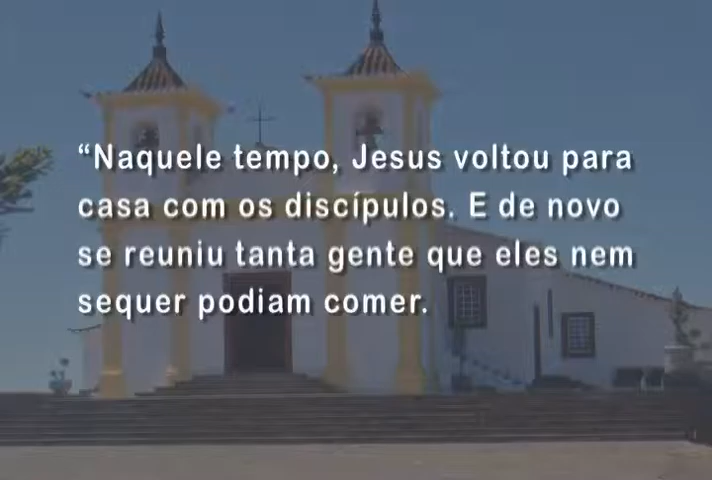 “Naquele tempo, Jesus voltou para
casa com os discípulos. E de novo
se reuniu tanta gente que eles nem
sequer podiam comer.